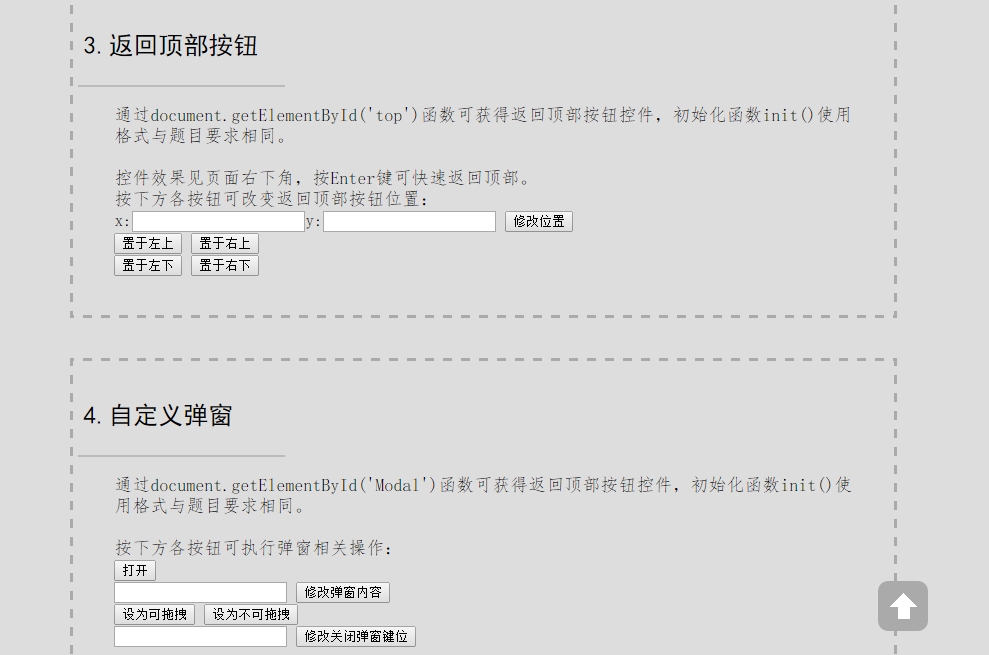 3. 返回顶部按钮
通过document.getElementById('top')函数可获得返回顶部按钮控件，初始化函数init()使用
格式与题目要求相同。
控件效果见页面右下角，按Enter键可快速返回顶部。
按下方各按钮可改变返回顶部按钮位置：
x: y: 修改位置
置于左上 置于右上
置于左下 置于右下
4. 自定义弹窗
通过document.getElementById('Modal')函数可获得返回顶部按钮控件，初始化函数init()使
用格式与题目要求相同。
按下方各按钮可执行弹窗相关操作：
打开
修改弹窗内容
设为可拖拽 设为不可拖拽
修改关闭弹窗键位